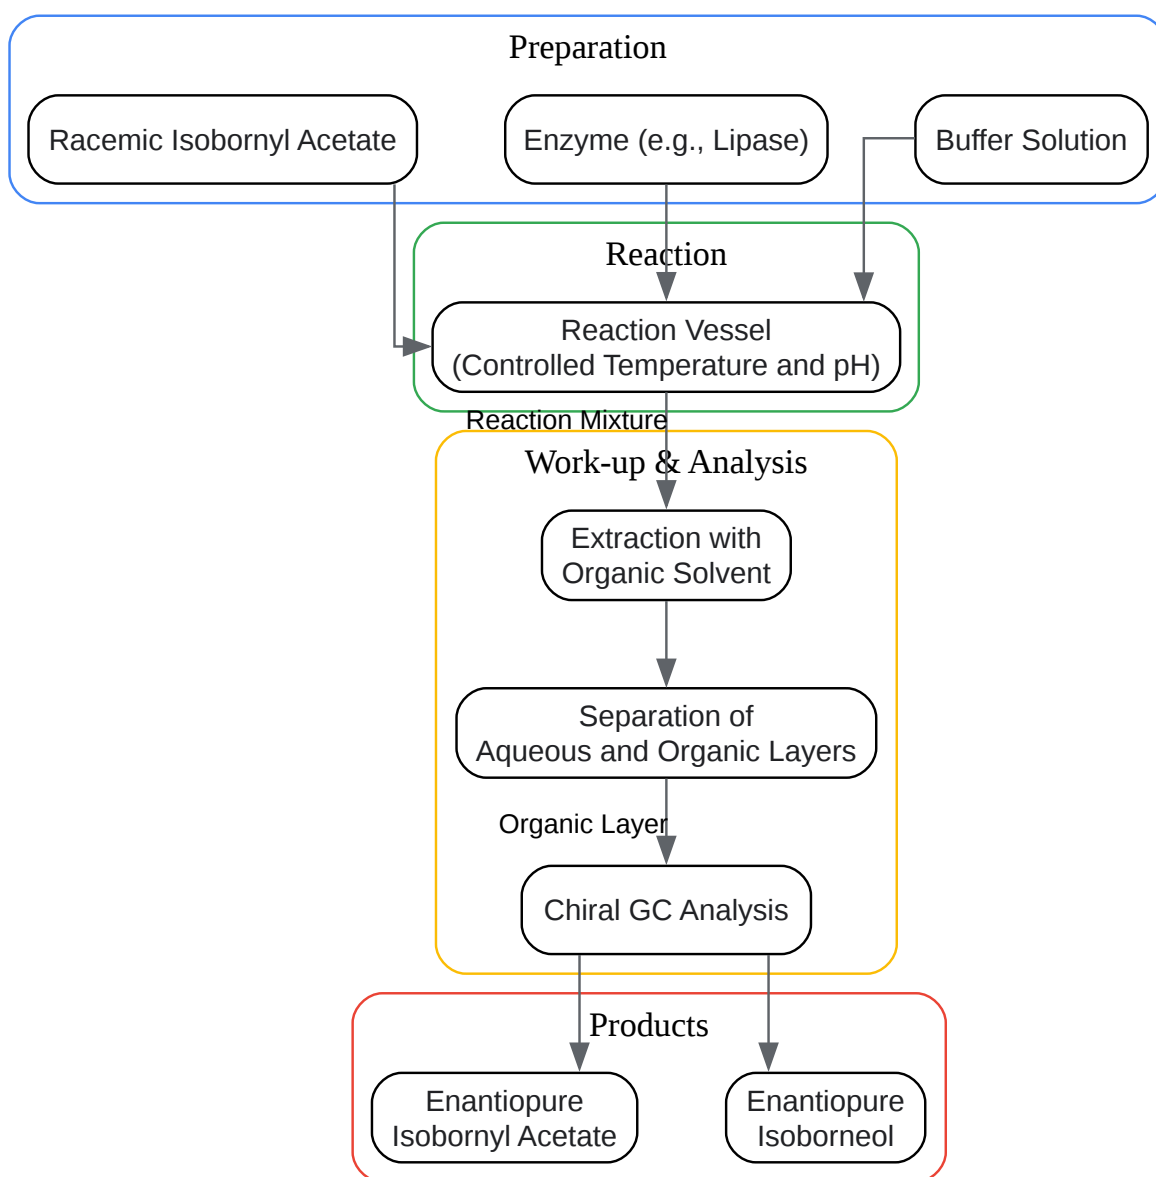 Preparation
Racemic Isobornyl Acetate
Enzyme (e.g., Lipase)
Buffer Solution
Reaction
Reaction Vessel
(Controlled Temperature and pH)
Reaction Mixture
Work-up & Analysis
Extraction with
Organic Solvent
Separation of
Aqueous and Organic Layers
Organic Layer
Chiral GC Analysis
Products
Enantiopure
Isobornyl Acetate
Enantiopure
Isoborneol